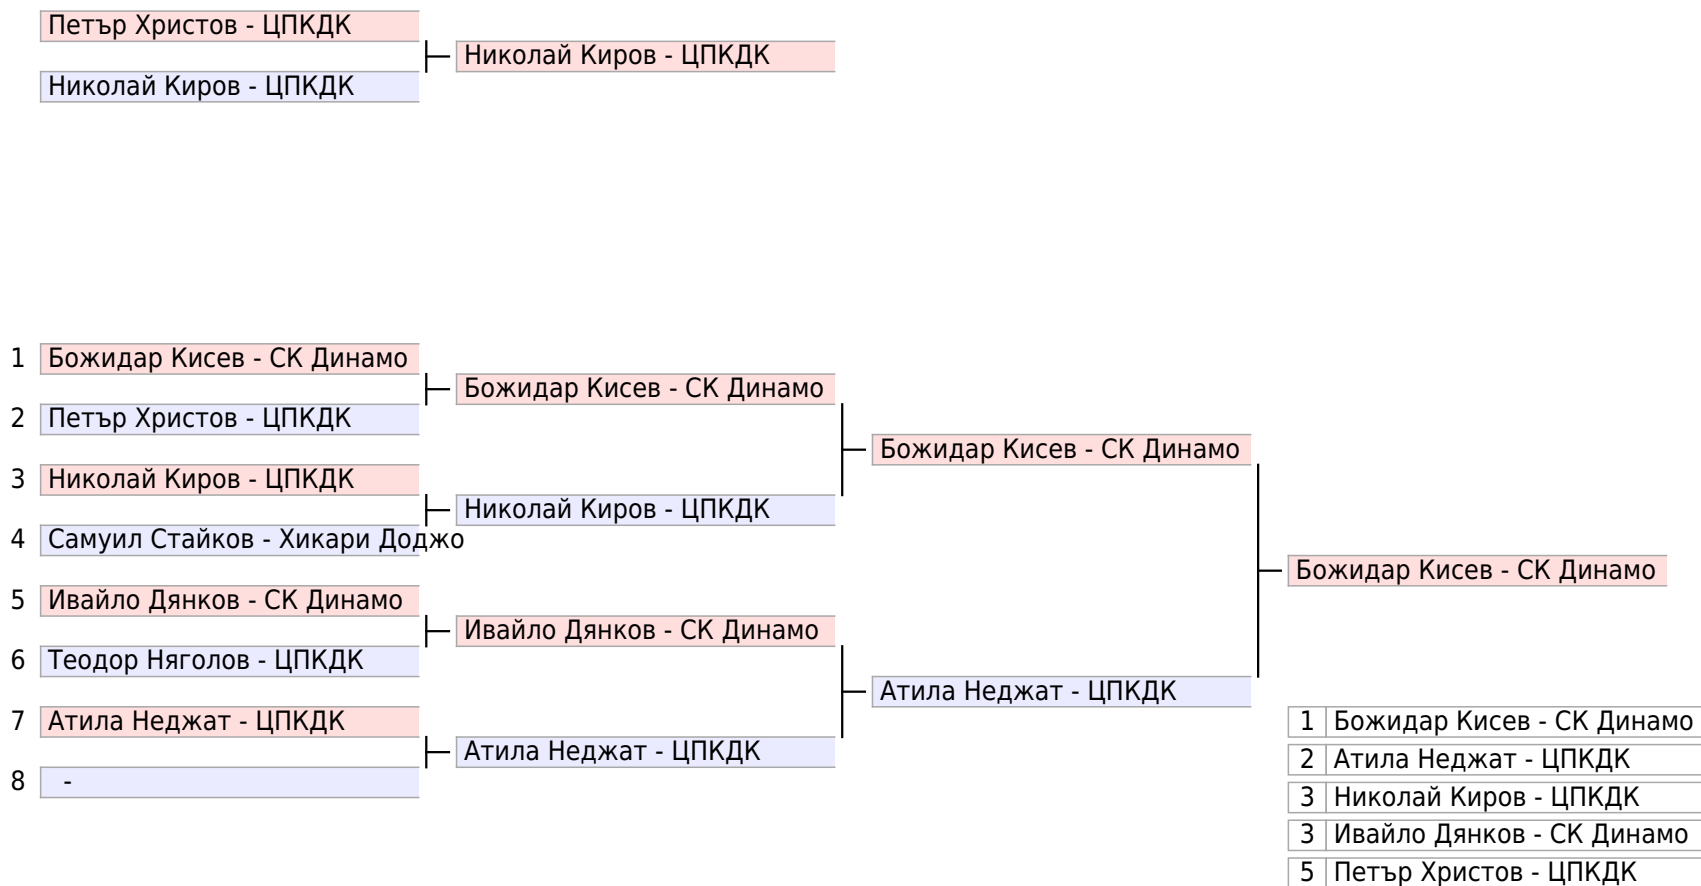 Петър Христов - ЦПКДК
Николай Киров - ЦПКДК
Николай Киров - ЦПКДК
1 Божидар Кисев - СК Динамо
Божидар Кисев - СК Динамо
2 Петър Христов - ЦПКДК
Божидар Кисев - СК Динамо
3 Николай Киров - ЦПКДК
Николай Киров - ЦПКДК
4 Самуил Стайков - Хикари Доджо
Божидар Кисев - СК Динамо
5 Ивайло Дянков - СК Динамо
Ивайло Дянков - СК Динамо
6 Теодор Няголов - ЦПКДК
Атила Неджат - ЦПКДК
7 Атила Неджат - ЦПКДК
Атила Неджат - ЦПКДК
8 -
1 Божидар Кисев - СК Динамо
2 Атила Неджат - ЦПКДК
3 Николай Киров - ЦПКДК
3 Ивайло Дянков - СК Динамо
5 Петър Христов - ЦПКДК